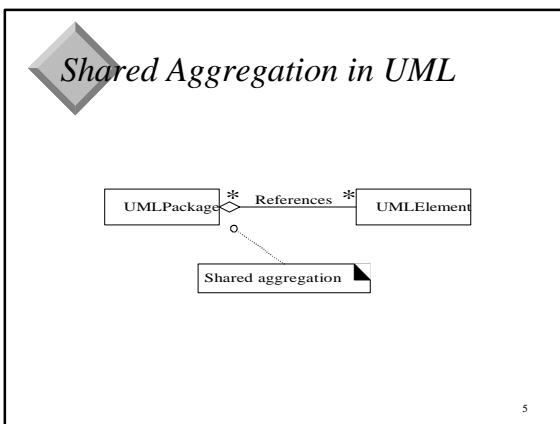 Shared Aggregation in UML
UMLPackage * References * UMLElement
Shared aggregation
5